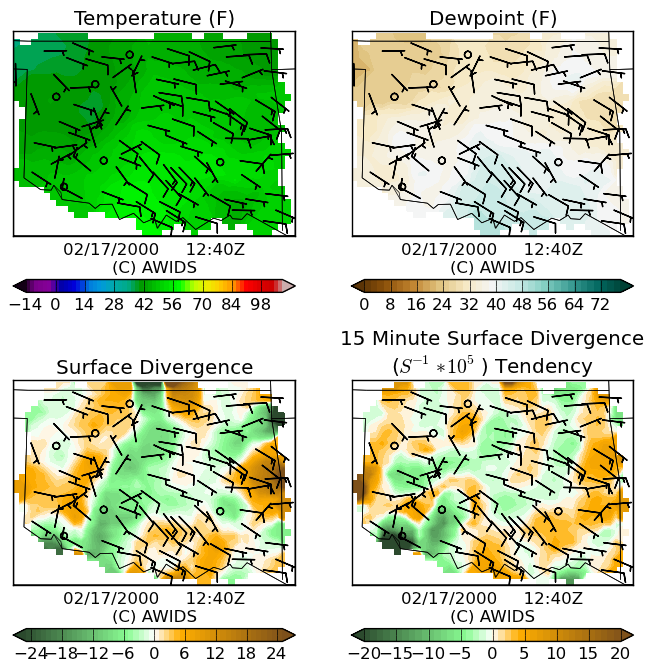 Temperature (F)
Dewpoint (F)
02/17/2000 12:40Z
(C) AWIDS
02/17/2000 12:40Z
(C) AWIDS
−14 0 14 28 42 56 70 84 98
0 8 16 24 32 40 48 56 64 72
Surface Divergence
15 Minute Surface Divergence
(S⁻¹ *10⁵ ) Tendency
02/17/2000 12:40Z
(C) AWIDS
02/17/2000 12:40Z
(C) AWIDS
−24 −18 −12 −6 0 6 12 18 24
−20 −15 −10 −5 0 5 10 15 20